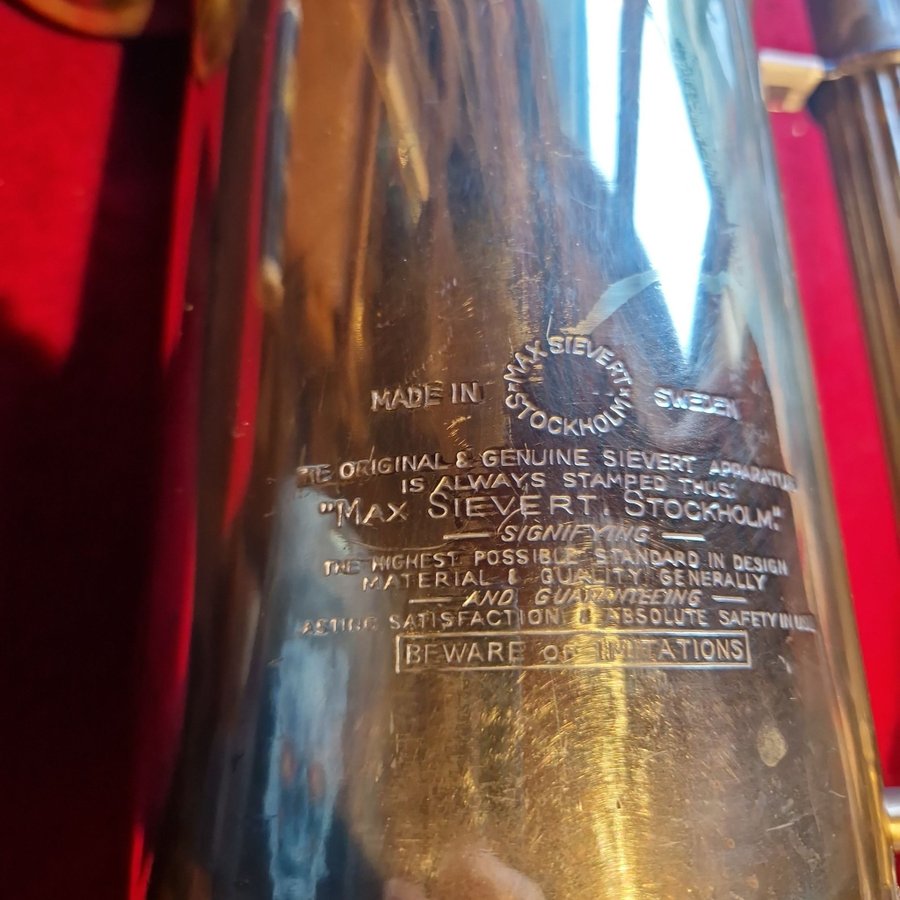 MADE IN MAX SIEVERT STOCKHOLM SWEDEN
THE ORIGINAL & GENUINE SIEVERT APPARATUS
IS ALWAYS STAMPED THUS:
"MAX SIEVERT. STOCKHOLM."
— SIGNIFYING —
THE HIGHEST POSSIBLE STANDARD IN DESIGN
MATERIAL & QUALITY GENERALLY
— AND GUARANTEEING —
LASTING SATISFACTION & ABSOLUTE SAFETY IN USE
BEWARE OF IMITATIONS